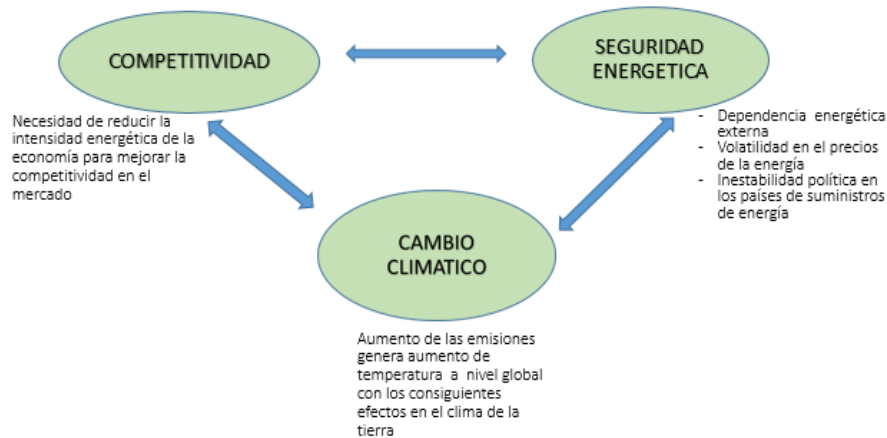 COMPETITIVIDAD
Necesidad de reducir la
intensidad energética de la
economía para mejorar la
competitividad en el
mercado
SEGURIDAD
ENERGETICA
- Dependencia energética
externa
- Volatilidad en el precios
de la energía
- Inestabilidad política en
los países de suministros
de energía
CAMBIO
CLIMATICO
Aumento de las emisiones
genera aumento de
temperatura a nivel global
con los consiguientes
efectos en el clima de la
tierra